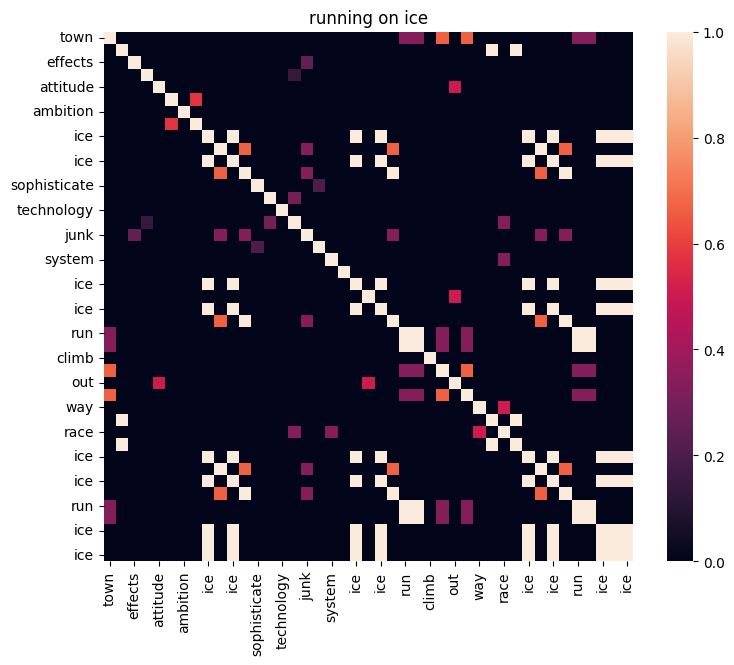 running on ice
town
effects
attitude
ambition
ice
ice
sophisticate
technology
junk
system
ice
ice
run
climb
out
way
race
ice
ice
run
ice
ice
1.0
0.8
0.6
0.4
0.2
0.0
town
effects
attitude
ambition
ice
ice
sophisticate
technology
junk
system
ice
ice
run
climb
out
way
race
ice
ice
run
ice
ice